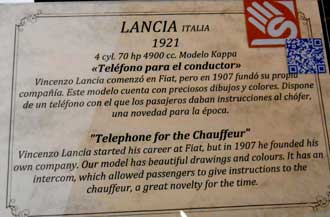 LANCIA ITALIA
1921
4 cyl. 70 hp 4900 cc. Modelo Kappa
«Teléfono para el conductor»
Vincenzo Lancia comenzó en Fiat, pero en 1907 fundó su propia
compañía. Este modelo cuenta con preciosos dibujos y colores. Dispone
de un teléfono con el que los pasajeros daban instrucciones al chófer,
una novedad para la época.
"Telephone for the Chauffeur"
Vincenzo Lancia started his career at Fiat, but in 1907 he founded his
own company. Our model has beautiful drawings and colours. It has an
intercom, which allowed passengers to give instructions to the
chauffeur, a great novelty for the time.